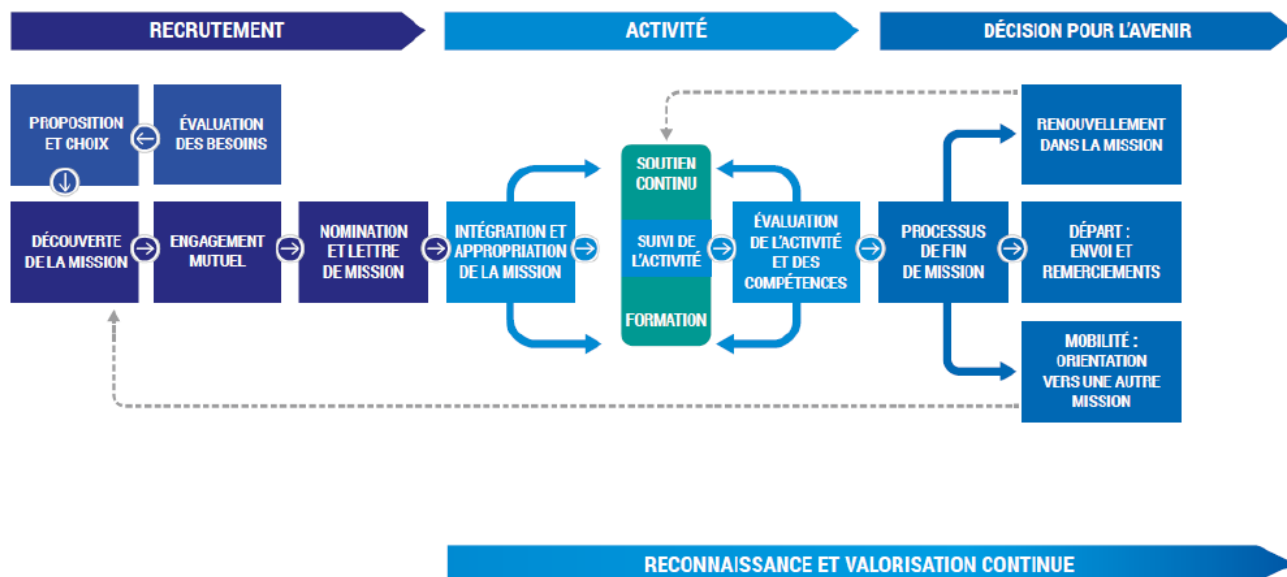 RECRUTEMENT
ACTIVITÉ
DÉCISION POUR L'AVENIR
PROPOSITION
ET CHOIX
ÉVALUATION
DES BESOINS
DÉCOUVERTE
DE LA MISSION
ENGAGEMENT
MUTUEL
NOMINATION
ET LETTRE
DE MISSION
INTÉGRATION ET
APPROPRIATION
DE LA MISSION
SOUTIEN
CONTINU
SUIVI DE
L'ACTIVITÉ
FORMATION
ÉVALUATION
DE L'ACTIVITÉ
ET DES
COMPÉTENCES
PROCESSUS
DE FIN
DE MISSION
RENOUVELLEMENT
DANS LA MISSION
DÉPART :
ENVOI ET
REMERCIEMENTS
MOBILITÉ :
ORIENTATION
VERS UNE AUTRE
MISSION
RECONNAISSANCE ET VALORISATION CONTINUE